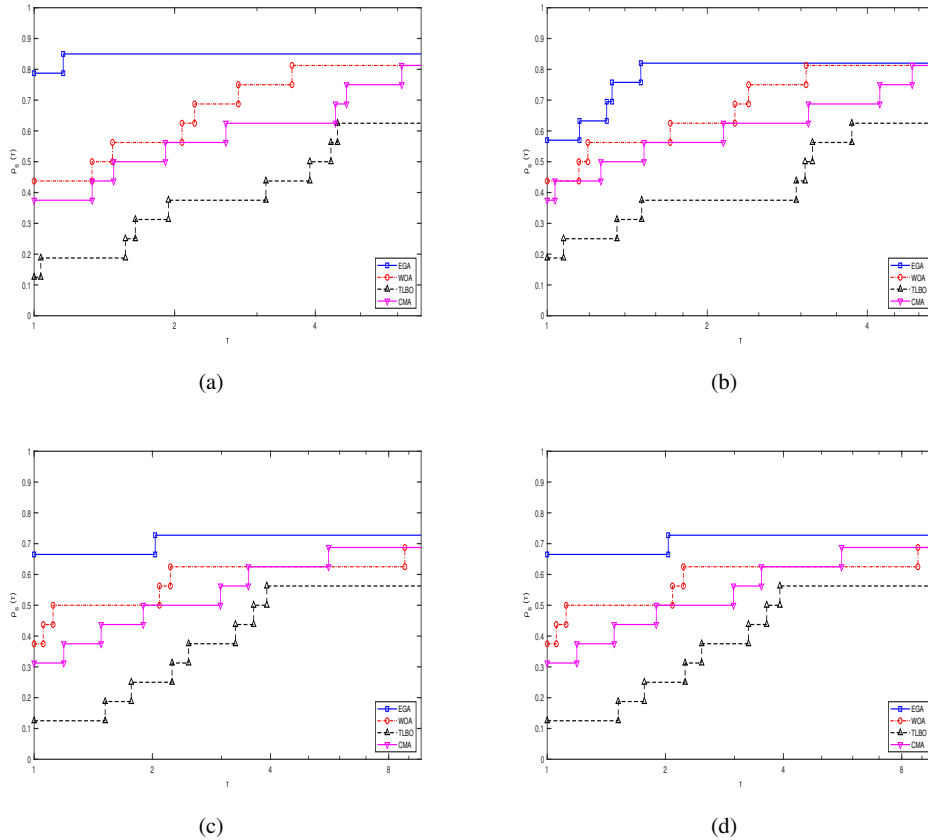 1
0.9
0.8
0.7
0.6
0.5
0.4
0.3
0.2
0.1
0
ρs (τ)
1 2 4
τ
EGA
WOA
TLBO
CMA
(a)
1
0.9
0.8
0.7
0.6
0.5
0.4
0.3
0.2
0.1
0
ρs (τ)
1 2 4
τ
EGA
WOA
TLBO
CMA
(b)
1
0.9
0.8
0.7
0.6
0.5
0.4
0.3
0.2
0.1
0
ρs (τ)
1 2 4 8
τ
EGA
WOA
TLBO
CMA
(c)
1
0.9
0.8
0.7
0.6
0.5
0.4
0.3
0.2
0.1
0
ρs (τ)
1 2 4 8
τ
EGA
WOA
TLBO
CMA
(d)